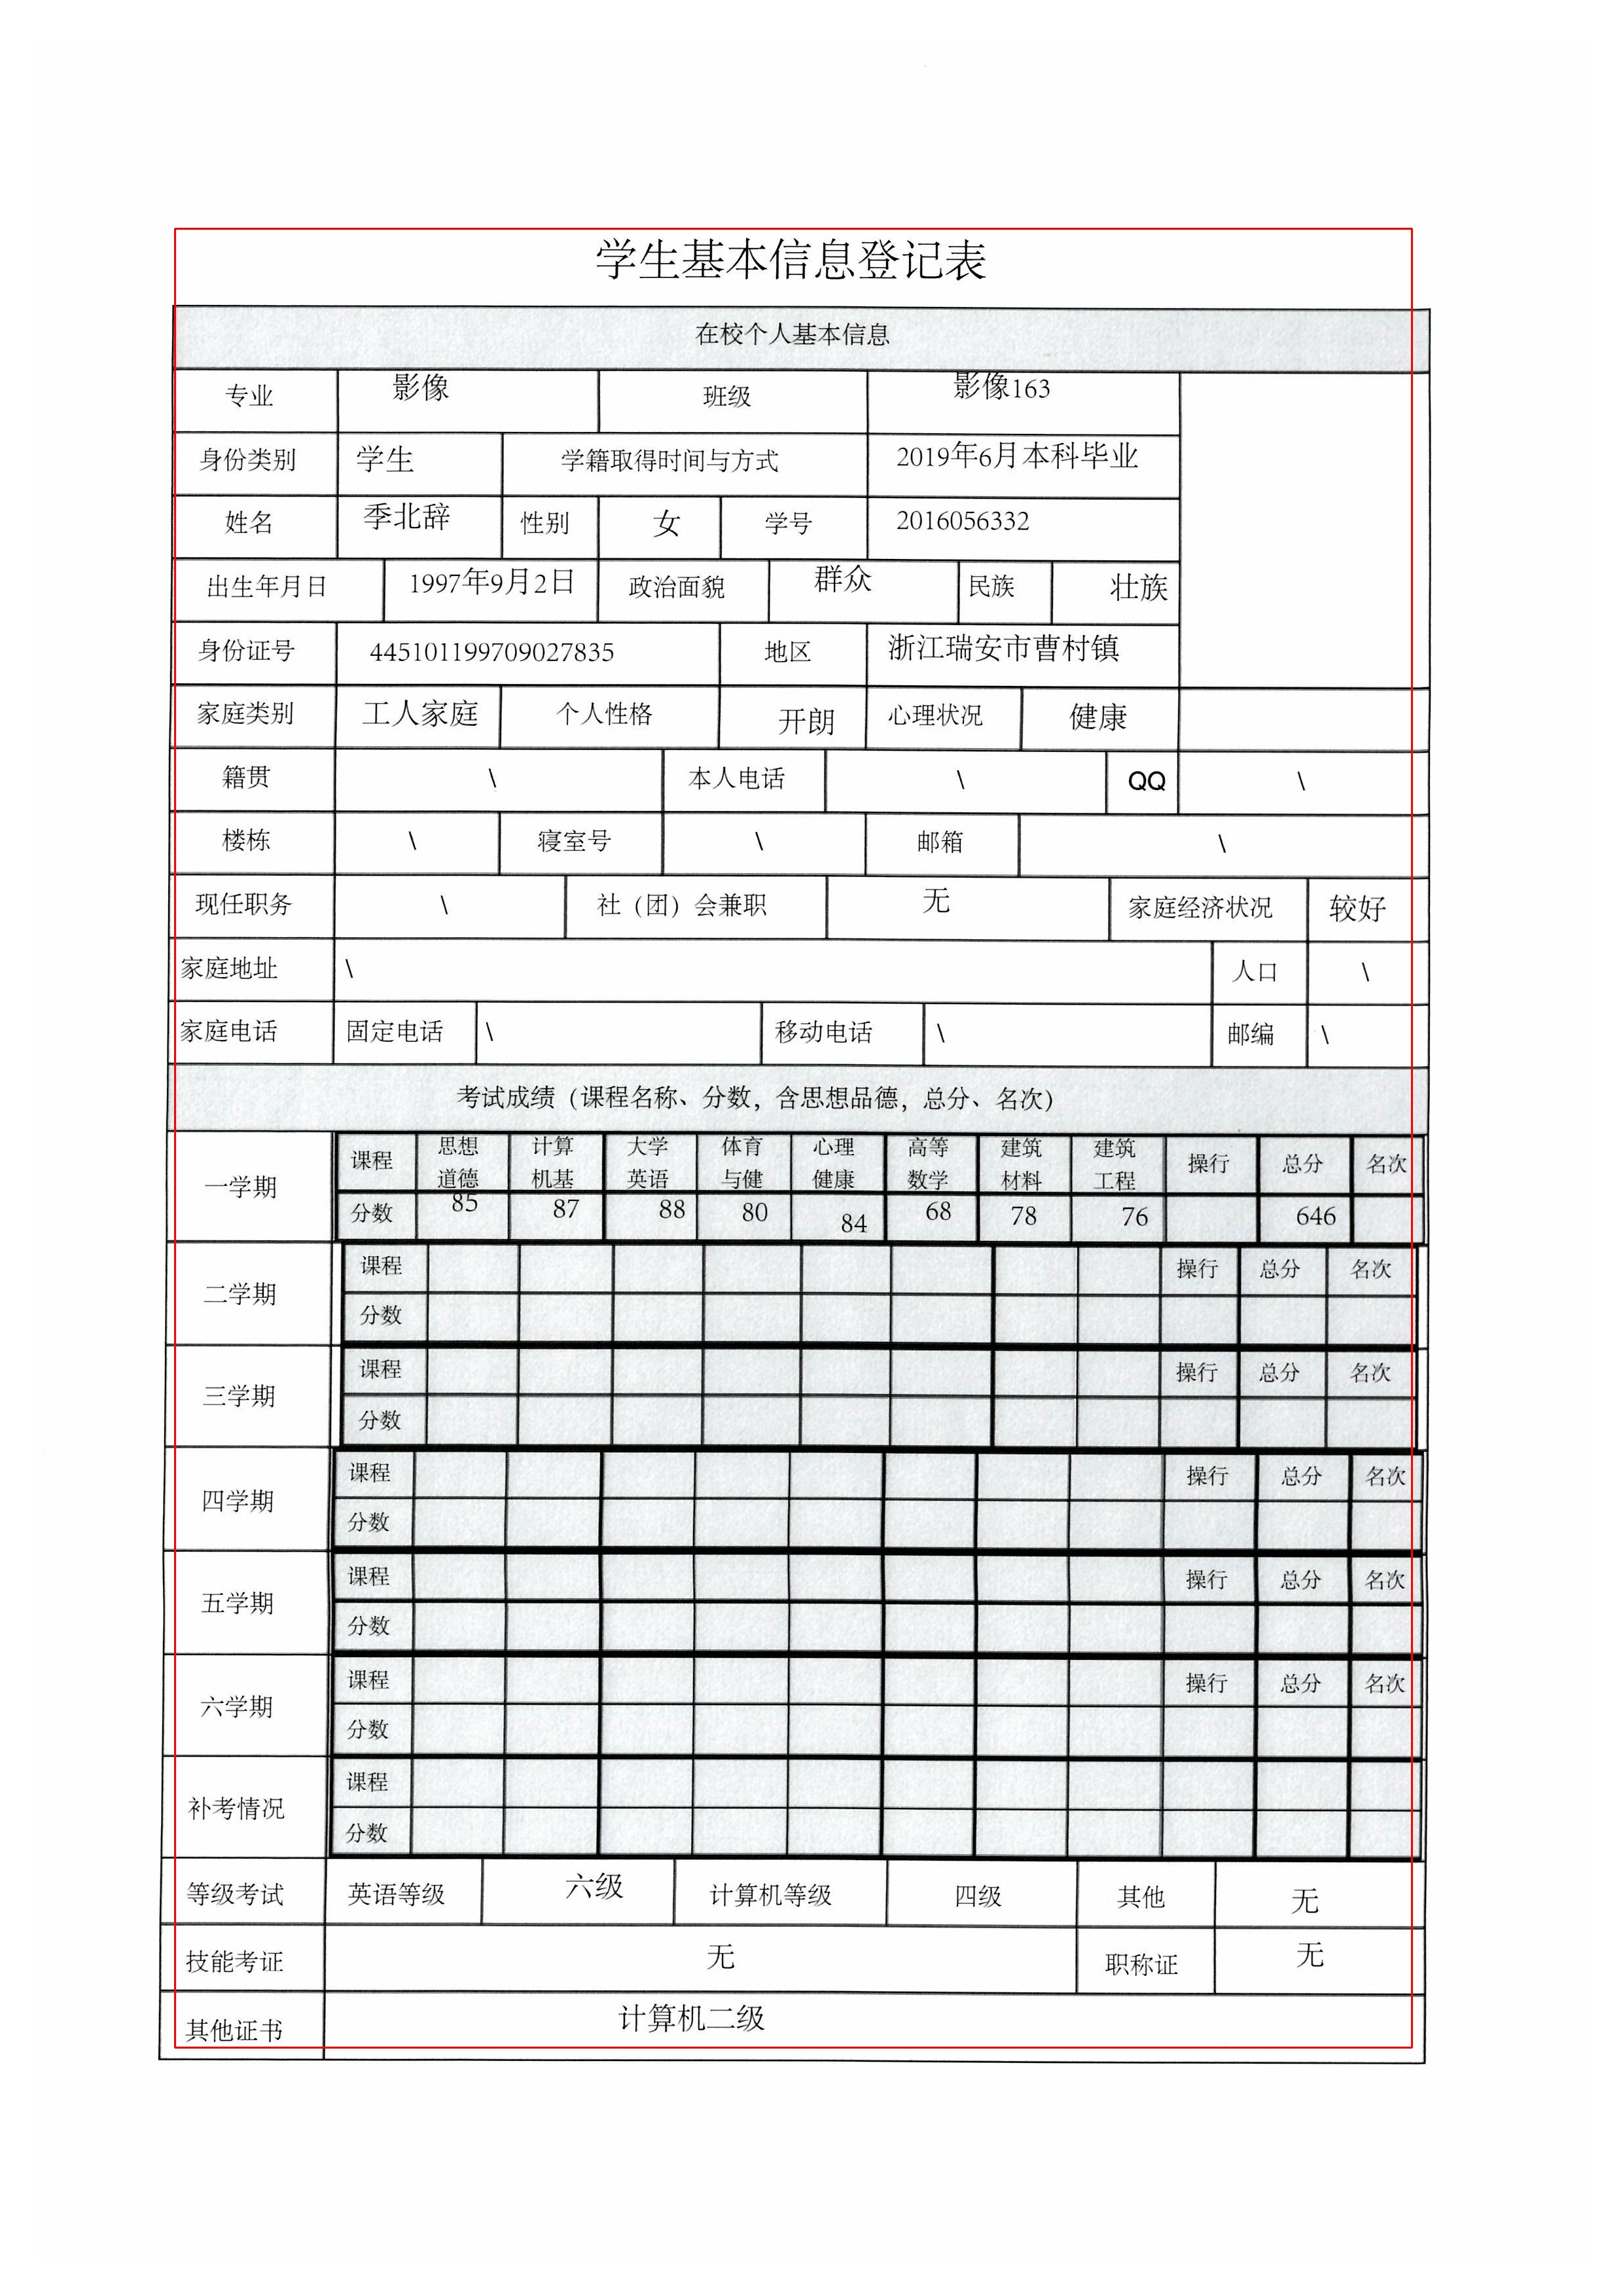 学生基本信息登记表
在校个人基本信息
专业 影像 班级 影像163
身份类别 学生 学籍取得时间与方式 2019年6月本科毕业
姓名 季北辞 性别 女 学号 2016056332
出生年月日 1997年9月2日 政治面貌 群众 民族 壮族
身份证号 445101199709027835 地区 浙江瑞安市曹村镇
家庭类别 工人家庭 个人性格 开朗 心理状况 健康
籍贯 \ 本人电话 \ QQ \
楼栋 \ 寝室号 \ 邮箱 \
现任职务 \ 社（团）会兼职 无 家庭经济状况 较好
家庭地址 \ 人口 \
家庭电话 固定电话 \ 移动电话 \ 邮编 \
考试成绩（课程名称、分数，含思想品德，总分、名次）
一学期 课程 思想道德 计算机基 大学英语 体育与健 心理健康 高等数学 建筑材料 建筑工程 操行 总分 名次
分数 85 87 88 80 84 68 78 76 646
二学期 课程 操行 总分 名次
分数
三学期 课程 操行 总分 名次
分数
四学期 课程 操行 总分 名次
分数
五学期 课程 操行 总分 名次
分数
六学期 课程 操行 总分 名次
分数
补考情况 课程
分数
等级考试 英语等级 六级 计算机等级 四级 其他 无
技能考证 无 职称证 无
其他证书 计算机二级